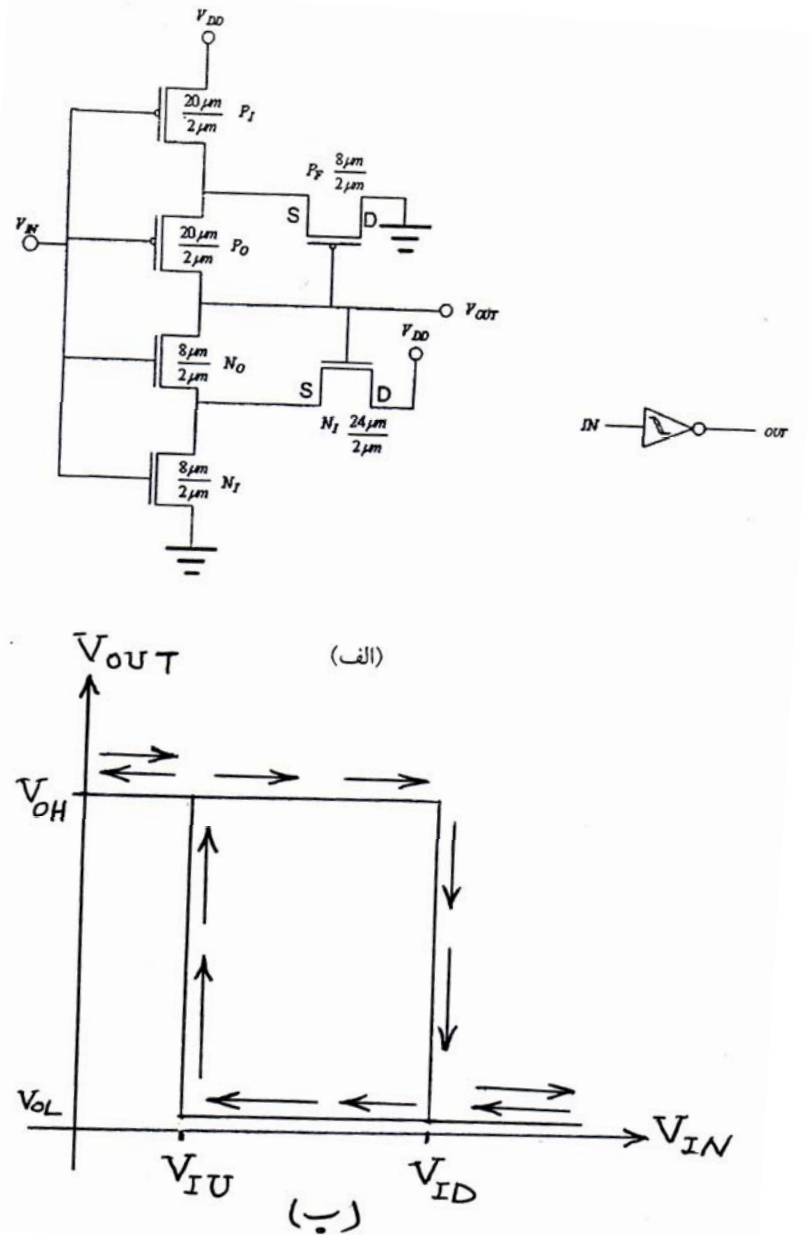 V_DD
20μm
2μm
P_I
P_F
8μm
2μm
S
D
V_IN
20μm
2μm
P_O
V_OUT
V_DD
8μm
2μm
N_O
S
D
N_I
24μm
2μm
IN
OUT
8μm
2μm
N_I
(الف)
V_OUT
V_OH
V_OL
V_IN
V_IU
V_ID
(ب)